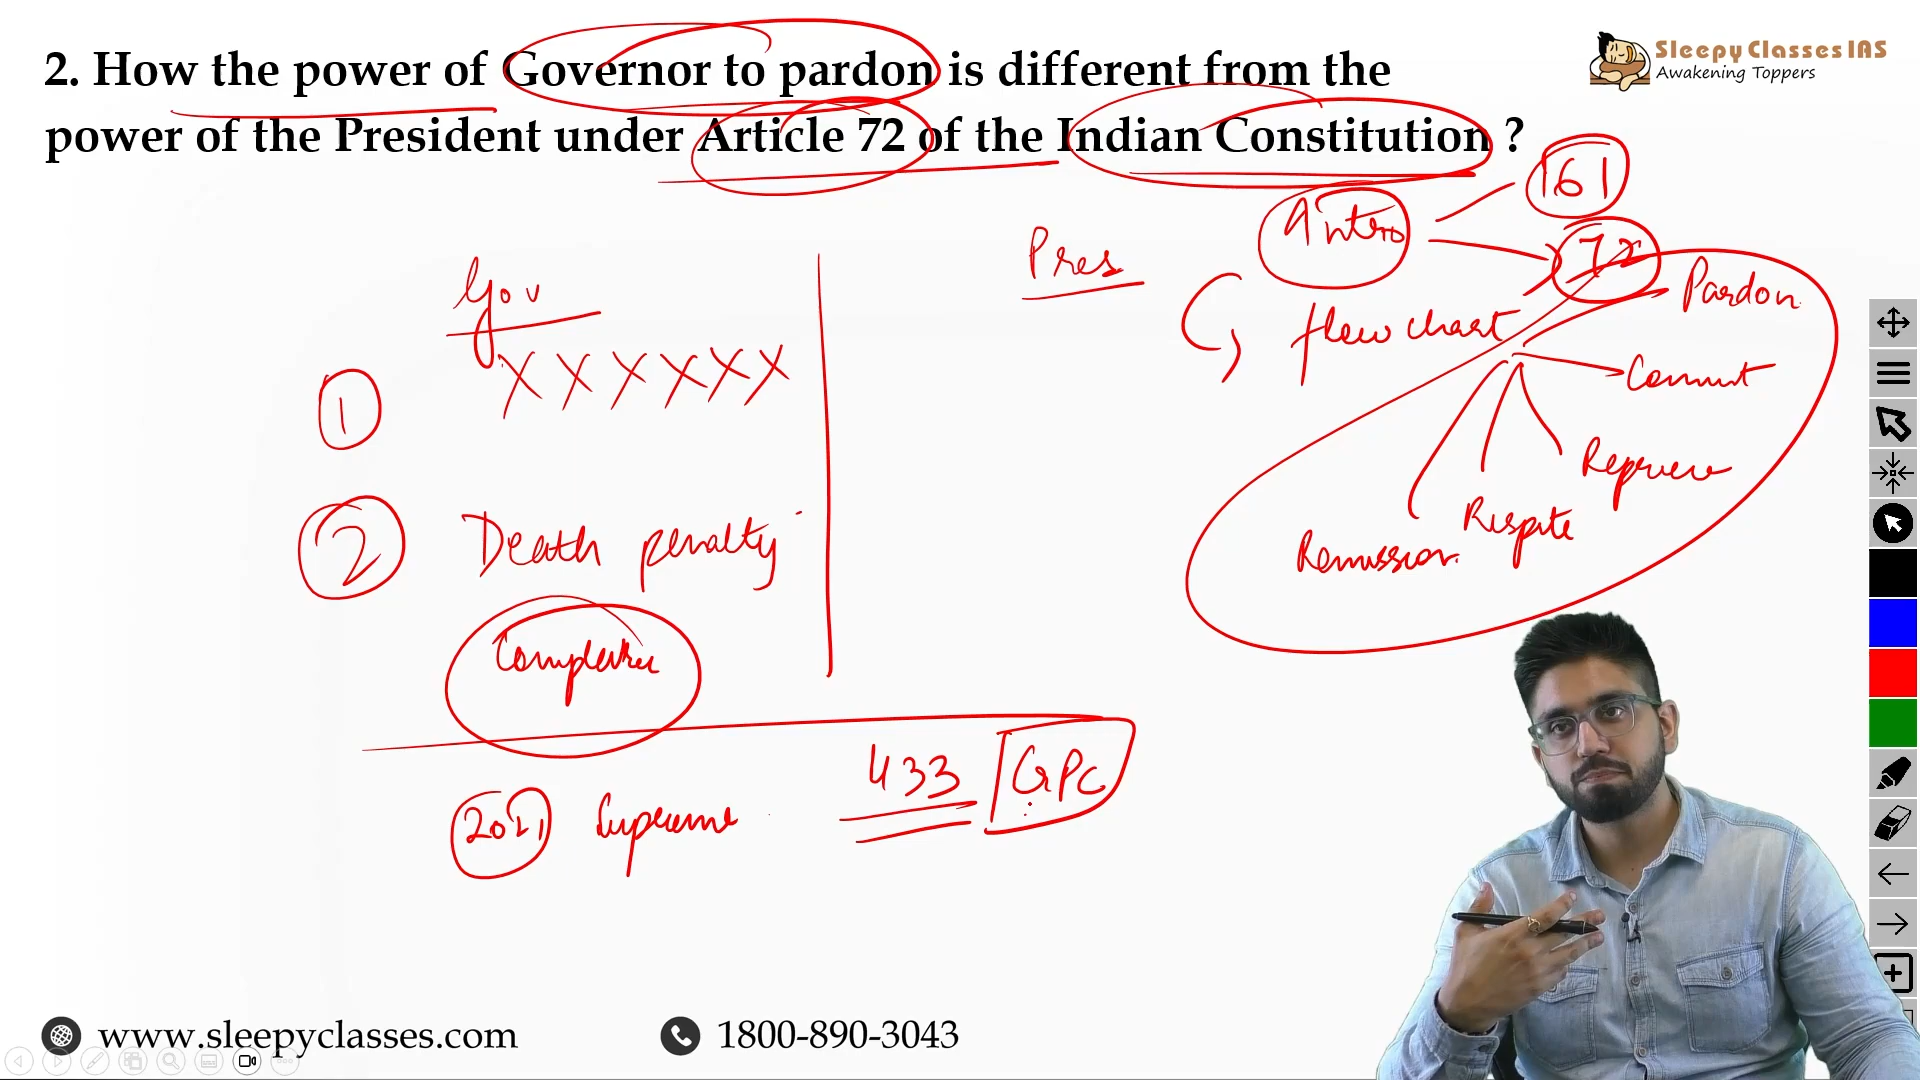 2. How the power of Governor to pardon is different from the
power of the President under Article 72 of the Indian Constitution ?
Sleepy Classes IAS
Awakening Toppers
Intro
161
72
Pres
Gov
flow chart
Pardon
Commut
Reprieve
Respite
Remission
1
X X X X X X
2
Death penalty
2021 Supreme
433
CrPC
www.sleepyclasses.com
1800-890-3043